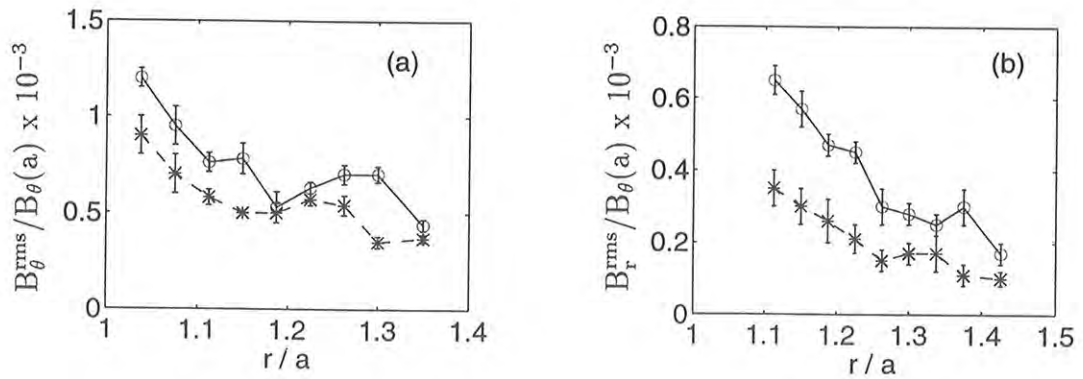 (a)
B_θ^rms/B_θ(a) x 10^-3
1.5
1
0.5
0
1 1.1 1.2 1.3 1.4
r / a
(b)
B_r^rms/B_θ(a) x 10^-3
0.8
0.6
0.4
0.2
0
1 1.1 1.2 1.3 1.4 1.5
r / a